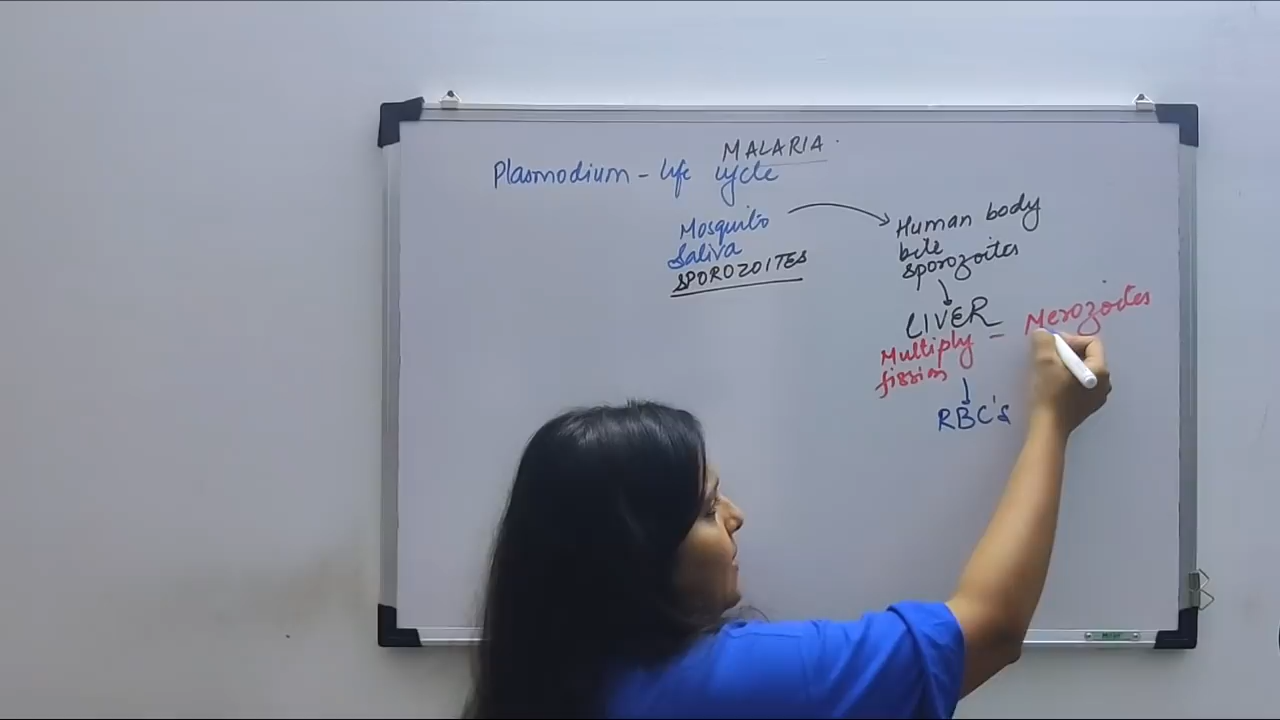 MALARIA
Plasmodium - life cycle
Mosquito
Saliva
SPOROZOITES
Human body
bite
sporozoites
LIVER
Multiply - Merozoites
fission
RBC's